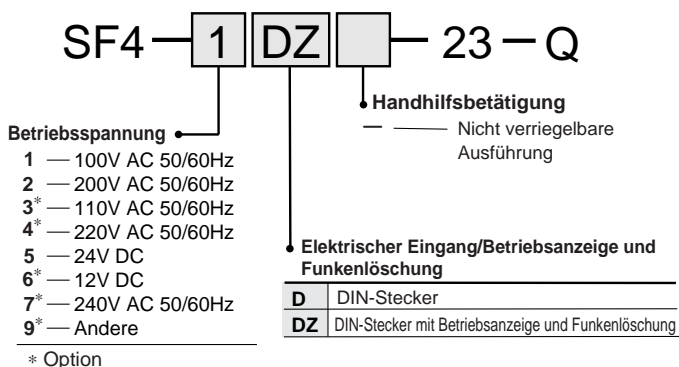 SF4 — 1 DZ — 23 — Q
Handhilfsbetätigung
— — Nicht verriegelbare
Ausführung
Betriebsspannung
1 — 100V AC 50/60Hz
2 — 200V AC 50/60Hz
3* — 110V AC 50/60Hz
4* — 220V AC 50/60Hz
5 — 24V DC
6* — 12V DC
7* — 240V AC 50/60Hz
9* — Andere
* Option
Elektrischer Eingang/Betriebsanzeige und
Funkenlöschung
D DIN-Stecker
DZ DIN-Stecker mit Betriebsanzeige und Funkenlöschung